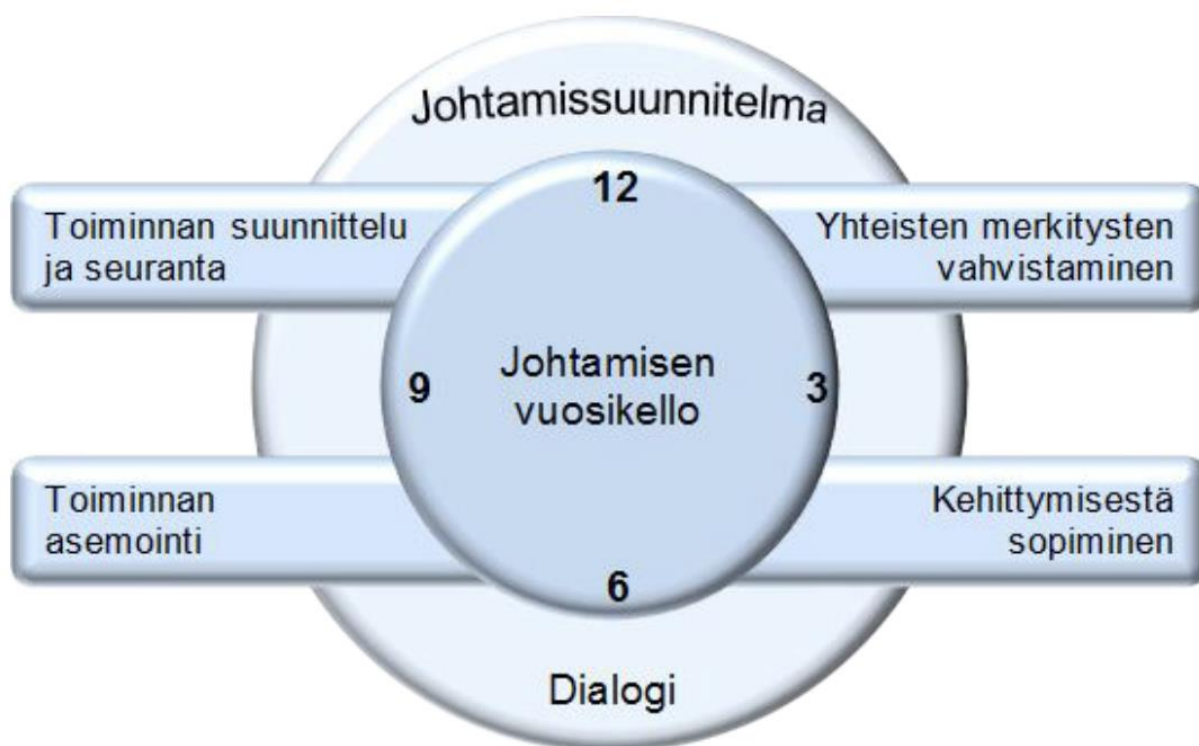 Johtamissuunnitelma
12
Toiminnan suunnittelu
ja seuranta
Yhteisten merkitysten
vahvistaminen
9
Johtamisen
vuosikello
3
Toiminnan
asemointi
Kehittymisestä
sopiminen
6
Dialogi